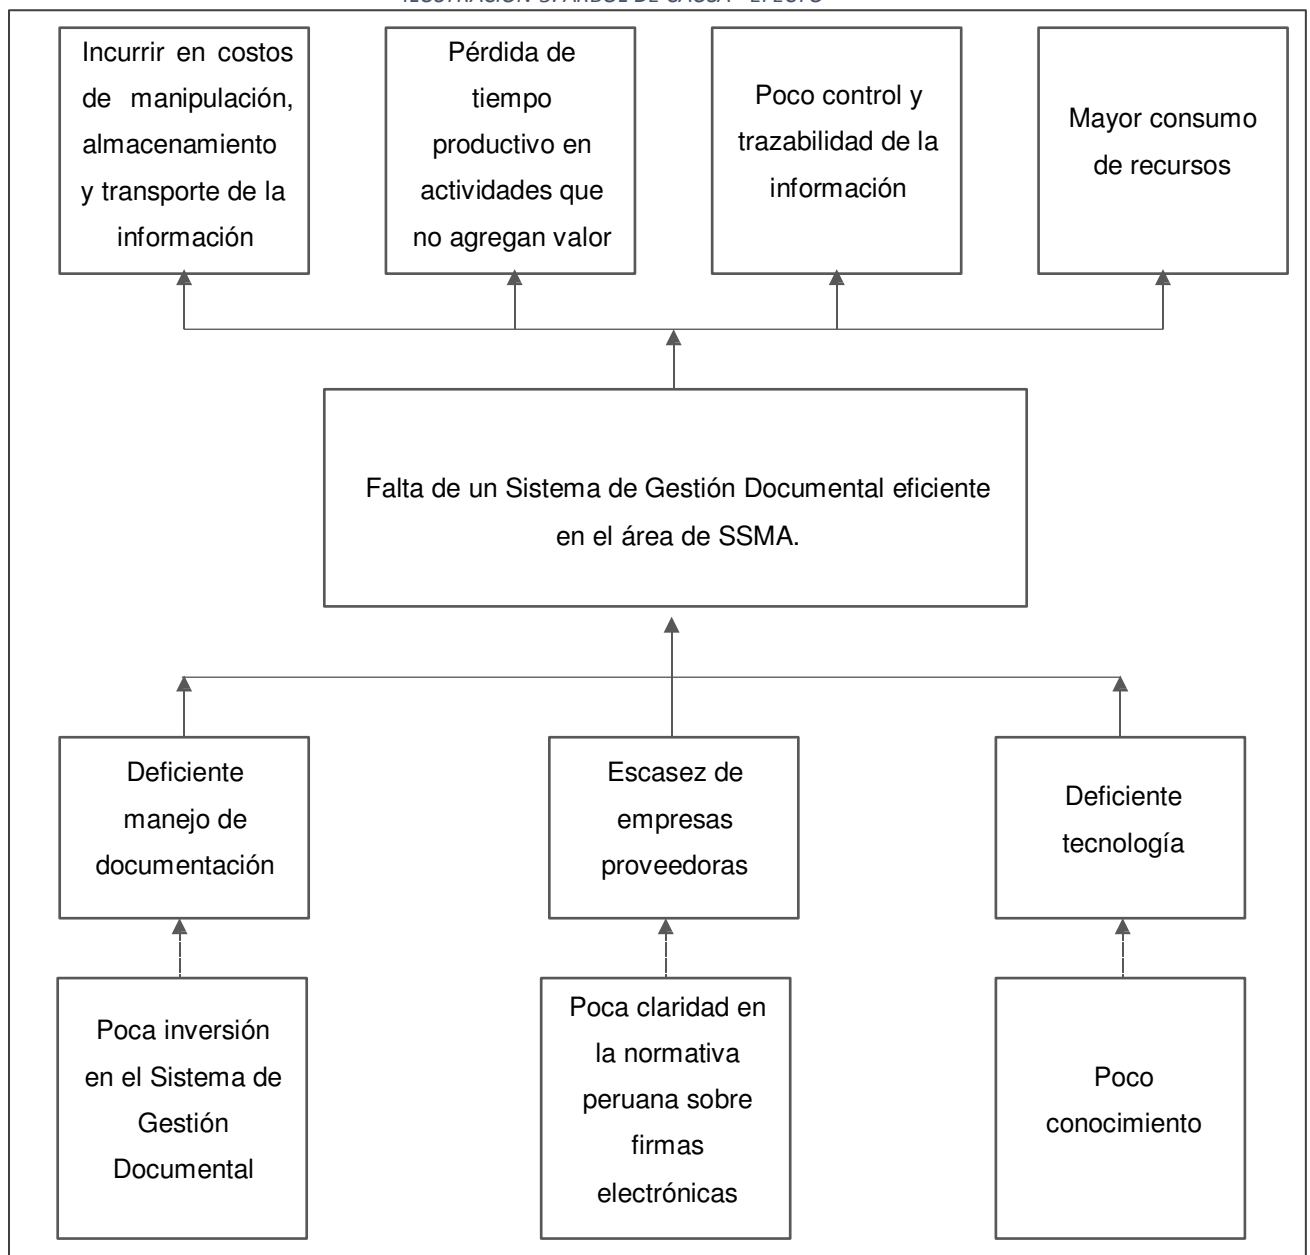 Incurrir en costos
de manipulación,
almacenamiento
y transporte de la
información
Pérdida de
tiempo
productivo en
actividades que
no agregan valor
Poco control y
trazabilidad de la
información
Mayor consumo
de recursos
Falta de un Sistema de Gestión Documental eficiente
en el área de SSMA.
Deficiente
manejo de
documentación
Escasez de
empresas
proveedoras
Deficiente
tecnología
Poca inversión
en el Sistema de
Gestión
Documental
Poca claridad en
la normativa
peruana sobre
firmas
electrónicas
Poco
conocimiento